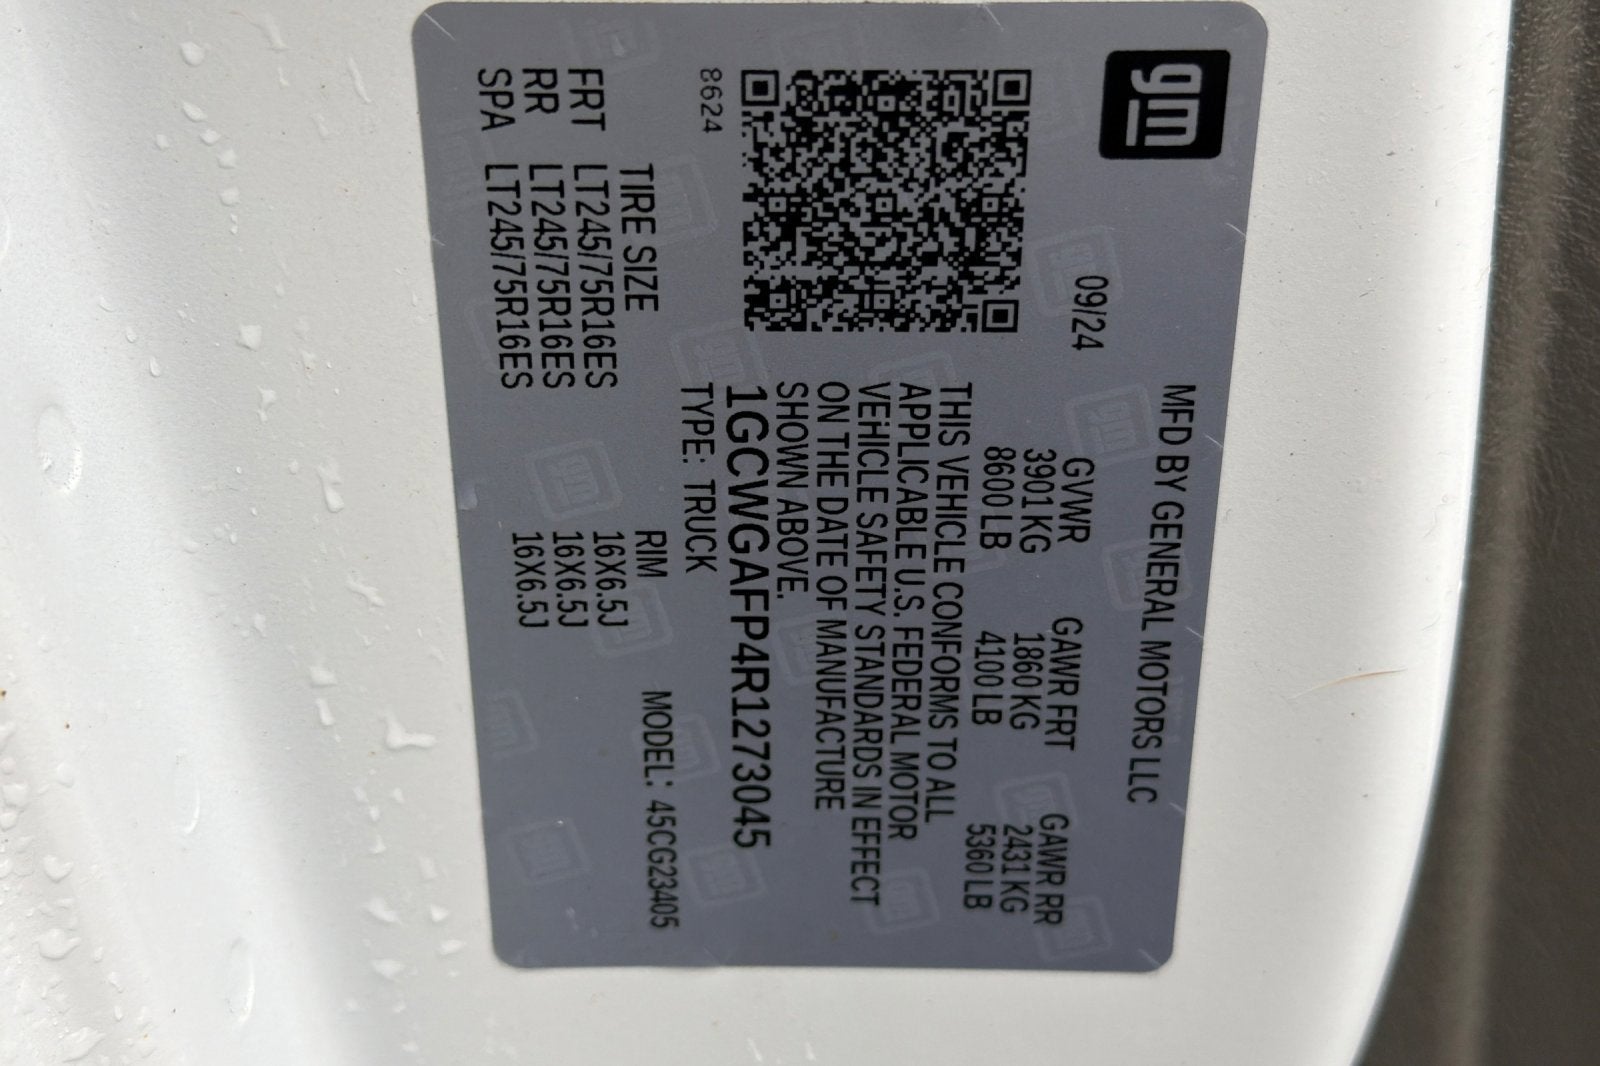 gm
MFD BY GENERAL MOTORS LLC
09/24
GVWR GAWR FRT GAWR RR
3901 KG 1860 KG 2431 KG
8600 LB 4100 LB 5360 LB
THIS VEHICLE CONFORMS TO ALL
APPLICABLE U.S. FEDERAL MOTOR
VEHICLE SAFETY STANDARDS IN EFFECT
ON THE DATE OF MANUFACTURE
SHOWN ABOVE.
1GCWGAFP4R1273045
8624
TYPE: TRUCK
MODEL: 45CG23405
TIRE SIZE RIM
FRT LT245/75R16ES 16X6.5J
RR LT245/75R16ES 16X6.5J
SPA LT245/75R16ES 16X6.5J